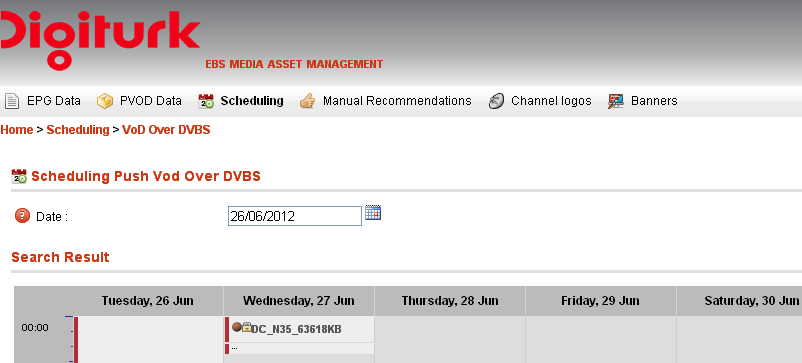 Digiturk
EBS MEDIA ASSET MANAGEMENT
EPG Data PVOD Data Scheduling Manual Recommendations Channel logos Banners
Home > Scheduling > VoD Over DVBS
Scheduling Push Vod Over DVBS
Date : 26/06/2012
Search Result
Tuesday, 26 Jun Wednesday, 27 Jun Thursday, 28 Jun Friday, 29 Jun Saturday, 30 Jun
00:00 DC_N35_63618KB
...